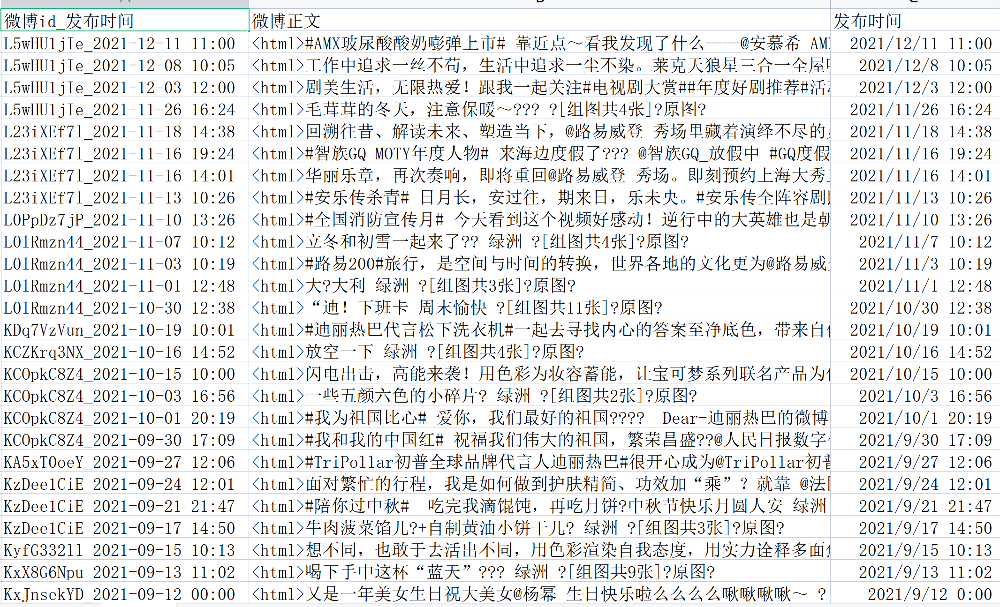 微博id_发布时间 微博正文 发布时间
L5wHU1jIe_2021-12-11 11:00 <html>#AMX玻尿酸酸奶嘭弹上市# 靠近点～看我发现了什么——@安慕希 AMX 2021/12/11 11:00
L5wHU1jIe_2021-12-08 10:05 <html>工作中追求一丝不苟，生活中追求一尘不染。莱克天狼星三合一全屋 2021/12/8 10:05
L5wHU1jIe_2021-12-03 12:00 <html>剧美生活，无限热爱！跟我一起关注#电视剧大赏##年度好剧推荐#活 2021/12/3 12:00
L5wHU1jIe_2021-11-26 16:24 <html>毛茸茸的冬天，注意保暖～??? ?[组图共4张]?原图? 2021/11/26 16:24
L23iXEf7l_2021-11-18 14:38 <html>回溯往昔、解读未来、塑造当下，@路易威登 秀场里藏着演绎不尽的 2021/11/18 14:38
L23iXEf7l_2021-11-16 19:24 <html>#智族GQ MOTY年度人物# 来海边度假了??? @智族GQ_放假中 #GQ度假 2021/11/16 19:24
L23iXEf7l_2021-11-16 14:01 <html>华丽乐章，再次奏响，即将重回@路易威登 秀场。即刻预约上海大秀 2021/11/16 14:01
L23iXEf7l_2021-11-13 10:26 <html>#安乐传杀青# 日月长，安过往，期来日，乐未央。#安乐传全阵容剧 2021/11/13 10:26
L0PpDz7jP_2021-11-10 13:26 <html>#全国消防宣传月# 今天看到这个视频好感动！逆行中的大英雄也是朝 2021/11/10 13:26
L0lRmzn44_2021-11-07 10:12 <html>立冬和初雪一起来了?? 绿洲 ?[组图共4张]?原图? 2021/11/7 10:12
L0lRmzn44_2021-11-03 10:19 <html>#路易200#旅行，是空间与时间的转换，世界各地的文化更为@路易威登 2021/11/3 10:19
L0lRmzn44_2021-11-01 12:48 <html>大?大利 绿洲 ?[组图共3张]?原图? 2021/11/1 12:48
L0lRmzn44_2021-10-30 12:38 <html>“迪！下班卡 周末愉快 ?[组图共11张]?原图? 2021/10/30 12:38
KDq7VzVun_2021-10-19 10:01 <html>#迪丽热巴代言松下洗衣机#一起去寻找内心的答案至净底色，带来自 2021/10/19 10:01
KCZKrq3NX_2021-10-16 14:52 <html>放空一下 绿洲 ?[组图共4张]?原图? 2021/10/16 14:52
KCOpkC8Z4_2021-10-15 10:00 <html>闪电出击，高能来袭！用色彩为妆容蓄能，让宝可梦系列联名产品为 2021/10/15 10:00
KCOpkC8Z4_2021-10-03 16:56 <html>一些五颜六色的小碎片? 绿洲 ?[组图共2张]?原图? 2021/10/3 16:56
KCOpkC8Z4_2021-10-01 20:19 <html>#我为祖国比心# 爱你，我们最好的祖国???? Dear-迪丽热巴的微博 2021/10/1 20:19
KCOpkC8Z4_2021-09-30 17:09 <html>#我和我的中国红# 祝福我们伟大的祖国，繁荣昌盛??@人民日报数字 2021/9/30 17:09
KA5xT0oeY_2021-09-27 12:06 <html>#TriPollar初普全球品牌代言人迪丽热巴#很开心成为@TriPollar初普 2021/9/27 12:06
KzDee1CiE_2021-09-24 12:01 <html>面对繁忙的行程，我是如何做到护肤精简、功效加“乘”？就靠 @法 2021/9/24 12:01
KzDee1CiE_2021-09-21 21:47 <html>#陪你过中秋# 吃完我滴馄饨，再吃月饼?中秋节快乐月圆人安 绿洲 2021/9/21 21:47
KzDee1CiE_2021-09-17 14:50 <html>牛肉菠菜馅儿?+自制黄油小饼干儿? 绿洲 ?[组图共3张]?原图? 2021/9/17 14:50
KyfG332ll_2021-09-15 10:13 <html>想不同，也敢于去活出不同，用色彩渲染自我态度，用实力诠释多面 2021/9/15 10:13
KxX8G6Npu_2021-09-13 11:02 <html>喝下手中这杯“蓝天”??? 绿洲 ?[组图共9张]?原图? 2021/9/13 11:02
KxJnsekYD_2021-09-12 00:00 <html>又是一年美女生日祝大美女@杨幂 生日快乐啦么么么么啾啾啾啾～ ? 2021/9/12 0:00